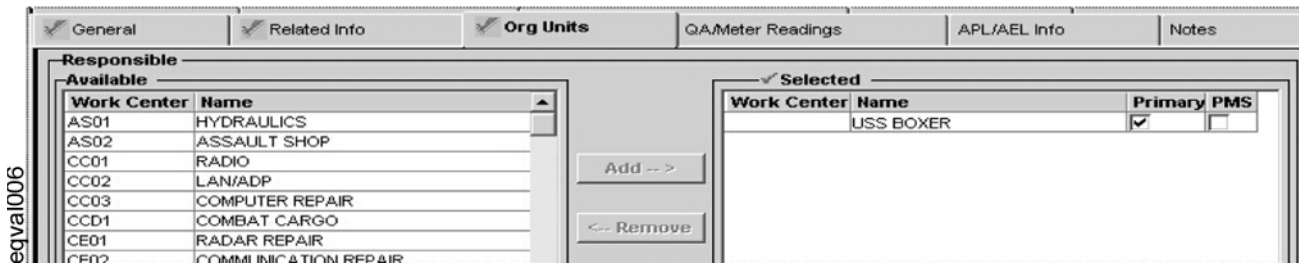 General Related Info Org Units QA/Meter Readings APL/AEL Info Notes
Responsible
Available
Work Center Name
AS01 HYDRAULICS
AS02 ASSAULT SHOP
CC01 RADIO
CC02 LAN/ADP
CC03 COMPUTER REPAIR
CCD1 COMBAT CARGO
CE01 RADAR REPAIR
CE02 COMMUNICATION REPAIR
Add -- >
<-- Remove
Selected
Work Center Name Primary PMS
USS BOXER
eqval006